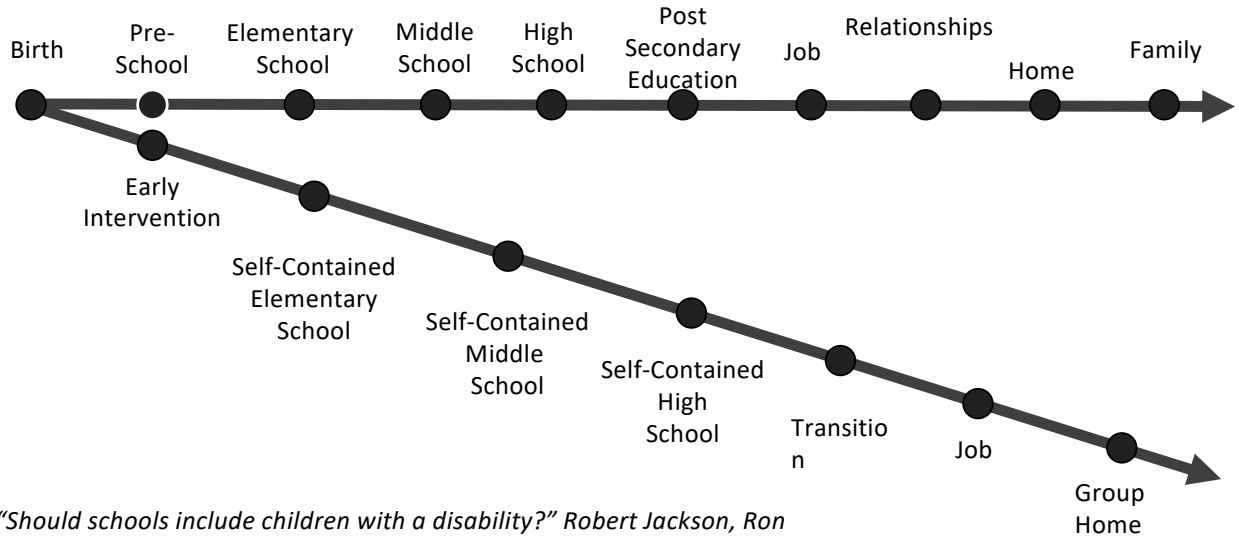 Birth
Pre-
School
Elementary
School
Middle
School
High
School
Post
Secondary
Education
Job
Relationships
Home
Family
Early
Intervention
Self-Contained
Elementary
School
Self-Contained
Middle
School
Self-Contained
High
School
Transitio
n
Job
Group
Home
“Should schools include children with a disability?” Robert Jackson, Ron